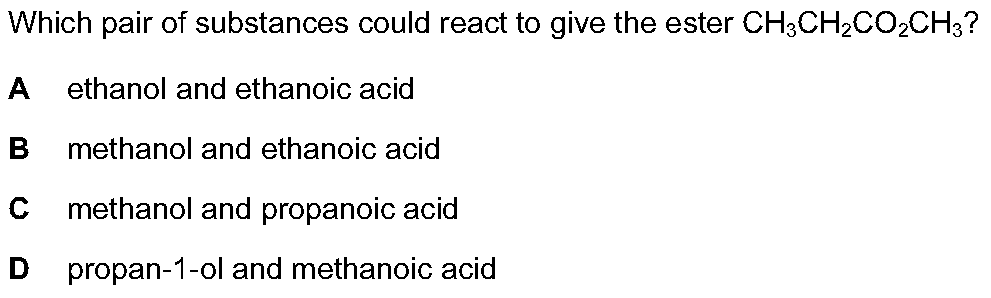 Which pair of substances could react to give the ester CH₃CH₂CO₂CH₃?
A ethanol and ethanoic acid
B methanol and ethanoic acid
C methanol and propanoic acid
D propan-1-ol and methanoic acid